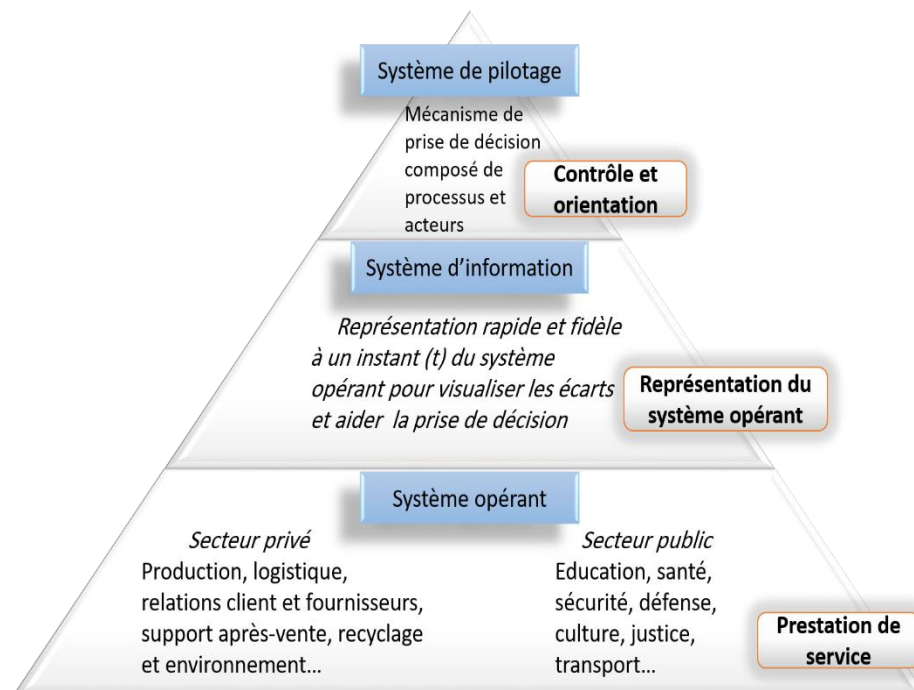 Système de pilotage
Mécanisme de
prise de décision
composé de
processus et
acteurs
Contrôle et
orientation
Système d'information
Représentation rapide et fidèle
à un instant (t) du système
opérant pour visualiser les écarts
et aider la prise de décision
Représentation du
système opérant
Système opérant
Secteur privé
Production, logistique,
relations client et fournisseurs,
support après-vente, recyclage
et environnement...
Secteur public
Education, santé,
sécurité, défense,
culture, justice,
transport...
Prestation de
service